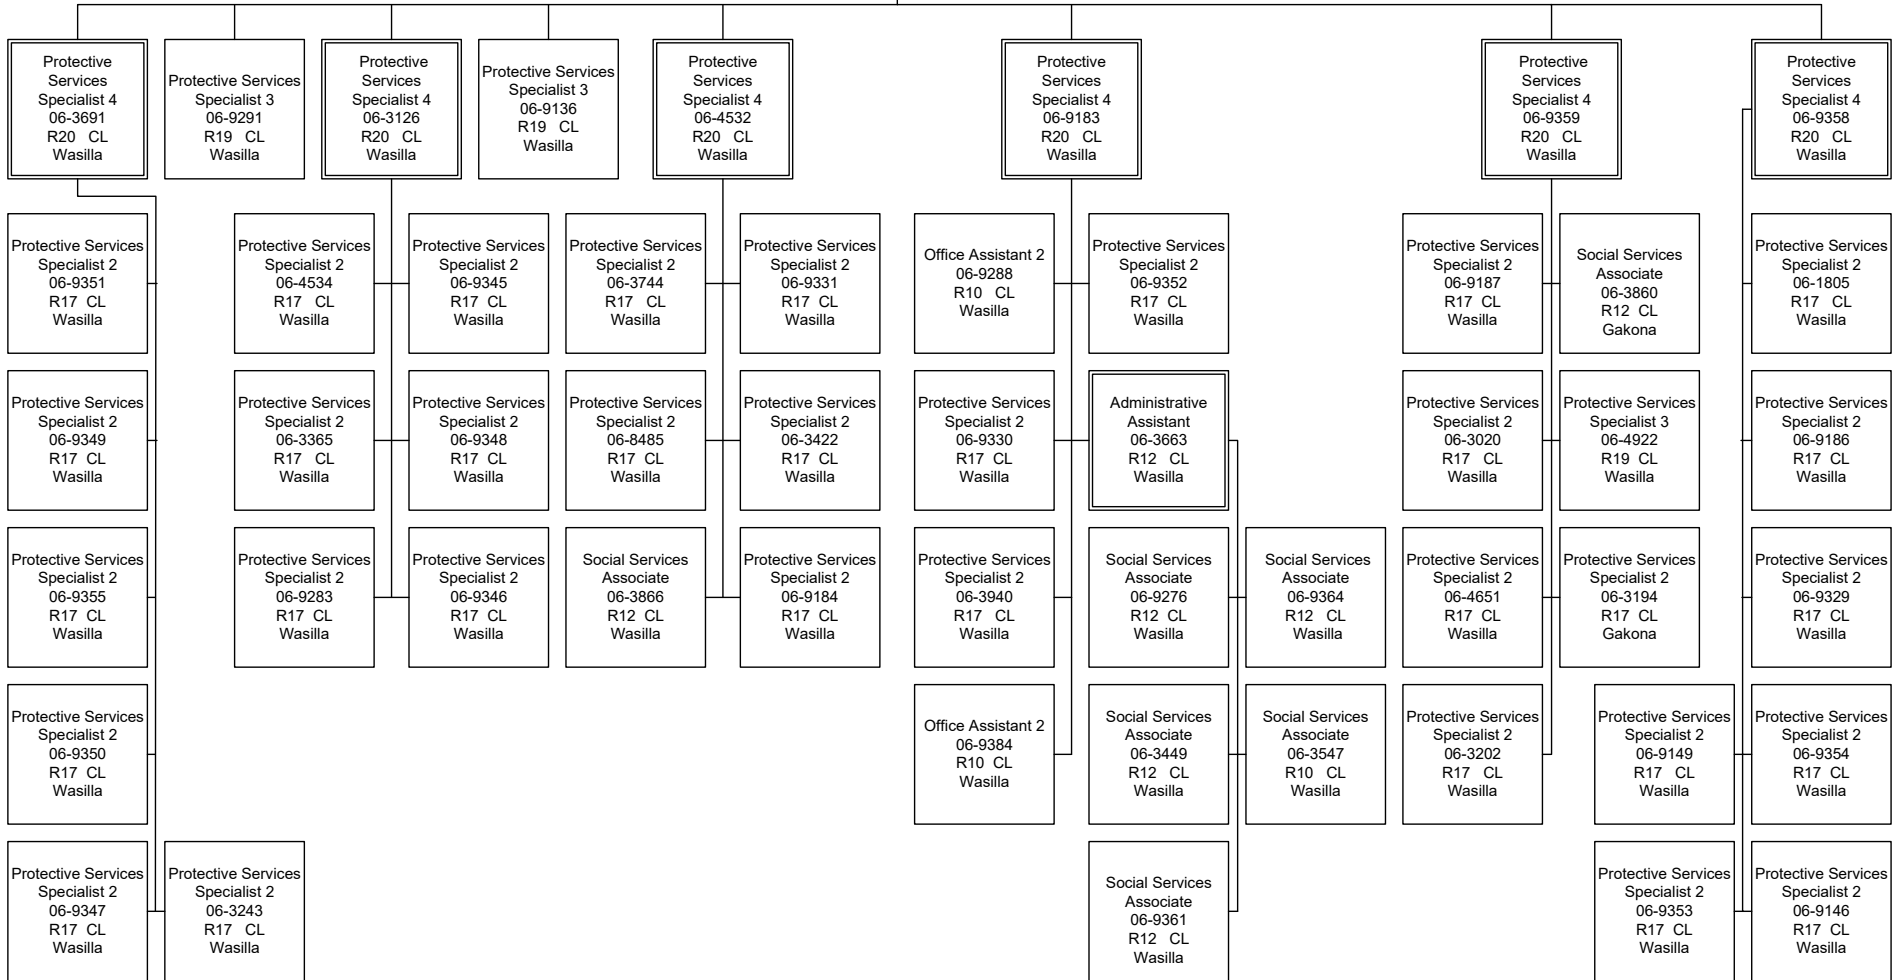 Protective
Services
Specialist 4
06-3691
R20 CL
Wasilla
Protective Services
Specialist 3
06-9291
R19 CL
Wasilla
Protective
Services
Specialist 4
06-3126
R20 CL
Wasilla
Protective Services
Specialist 3
06-9136
R19 CL
Wasilla
Protective
Services
Specialist 4
06-4532
R20 CL
Wasilla
Protective
Services
Specialist 4
06-9183
R20 CL
Wasilla
Protective
Services
Specialist 4
06-9359
R20 CL
Wasilla
Protective
Services
Specialist 4
06-9358
R20 CL
Wasilla
Protective Services
Specialist 2
06-9351
R17 CL
Wasilla
Protective Services
Specialist 2
06-4534
R17 CL
Wasilla
Protective Services
Specialist 2
06-9345
R17 CL
Wasilla
Protective Services
Specialist 2
06-3744
R17 CL
Wasilla
Protective Services
Specialist 2
06-9331
R17 CL
Wasilla
Office Assistant 2
06-9288
R10 CL
Wasilla
Protective Services
Specialist 2
06-9352
R17 CL
Wasilla
Protective Services
Specialist 2
06-9187
R17 CL
Wasilla
Social Services
Associate
06-3860
R12 CL
Gakona
Protective Services
Specialist 2
06-1805
R17 CL
Wasilla
Protective Services
Specialist 2
06-9349
R17 CL
Wasilla
Protective Services
Specialist 2
06-3365
R17 CL
Wasilla
Protective Services
Specialist 2
06-9348
R17 CL
Wasilla
Protective Services
Specialist 2
06-8485
R17 CL
Wasilla
Protective Services
Specialist 2
06-3422
R17 CL
Wasilla
Protective Services
Specialist 2
06-9330
R17 CL
Wasilla
Administrative
Assistant
06-3663
R12 CL
Wasilla
Protective Services
Specialist 2
06-3020
R17 CL
Wasilla
Protective Services
Specialist 3
06-4922
R19 CL
Wasilla
Protective Services
Specialist 2
06-9186
R17 CL
Wasilla
Protective Services
Specialist 2
06-9355
R17 CL
Wasilla
Protective Services
Specialist 2
06-9283
R17 CL
Wasilla
Protective Services
Specialist 2
06-9346
R17 CL
Wasilla
Social Services
Associate
06-3866
R12 CL
Wasilla
Protective Services
Specialist 2
06-9184
R17 CL
Wasilla
Protective Services
Specialist 2
06-3940
R17 CL
Wasilla
Social Services
Associate
06-9276
R12 CL
Wasilla
Social Services
Associate
06-9364
R12 CL
Wasilla
Protective Services
Specialist 2
06-4651
R17 CL
Wasilla
Protective Services
Specialist 2
06-3194
R17 CL
Gakona
Protective Services
Specialist 2
06-9329
R17 CL
Wasilla
Protective Services
Specialist 2
06-9350
R17 CL
Wasilla
Office Assistant 2
06-9384
R10 CL
Wasilla
Social Services
Associate
06-3449
R12 CL
Wasilla
Social Services
Associate
06-3547
R10 CL
Wasilla
Protective Services
Specialist 2
06-3202
R17 CL
Wasilla
Protective Services
Specialist 2
06-9149
R17 CL
Wasilla
Protective Services
Specialist 2
06-9354
R17 CL
Wasilla
Protective Services
Specialist 2
06-9347
R17 CL
Wasilla
Protective Services
Specialist 2
06-3243
R17 CL
Wasilla
Social Services
Associate
06-9361
R12 CL
Wasilla
Protective Services
Specialist 2
06-9353
R17 CL
Wasilla
Protective Services
Specialist 2
06-9146
R17 CL
Wasilla